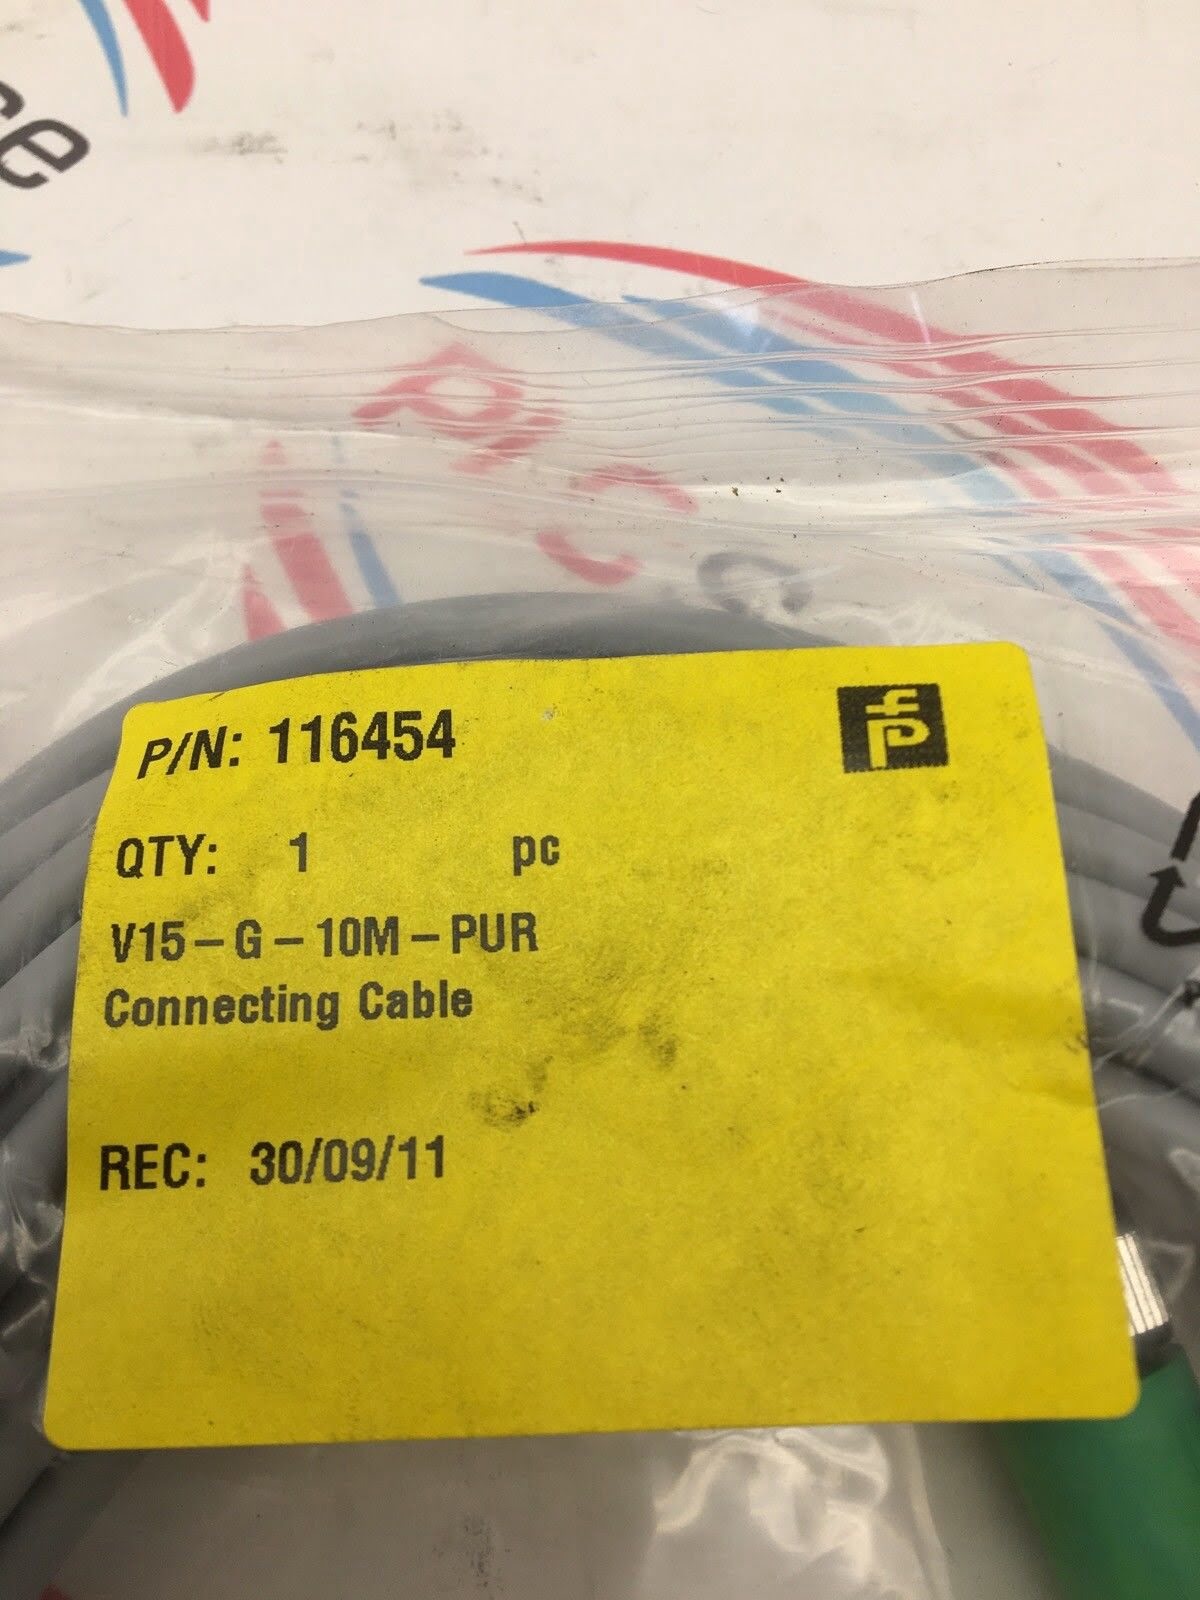 P/N: 116454
QTY: 1 pc
V15-G-10M-PUR
Connecting Cable
REC: 30/09/11